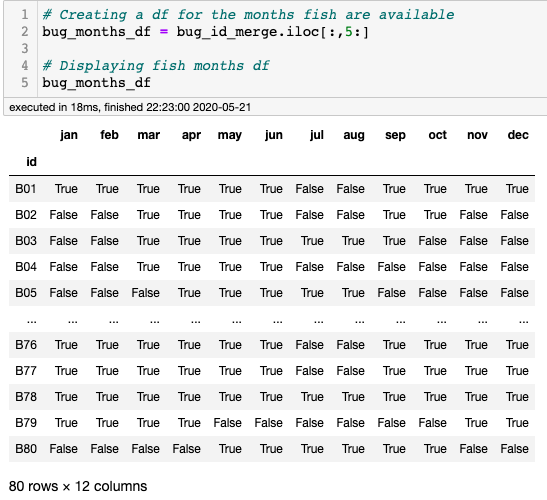 1 # Creating a df for the months fish are available
2 bug_months_df = bug_id_merge.iloc[:,5:]
3
4 # Displaying fish months df
5 bug_months_df
executed in 18ms, finished 22:23:00 2020-05-21
jan feb mar apr may jun jul aug sep oct nov dec
id
B01 True True True True True True False False True True True True
B02 False False True True True True True True True True False False
B03 False False True True True True True True True False False False
B04 False False True True True True False False False False False False
B05 False False False True True True True True False False False False
... ... ... ... ... ... ... ... ... ... ... ... ...
B76 True True True True True True False False True True True True
B77 True True True True True True False False True True True True
B78 True True True True True True True True True True True True
B79 True True True True False False False False False False True True
B80 False False False False True True True True True True False False
80 rows × 12 columns